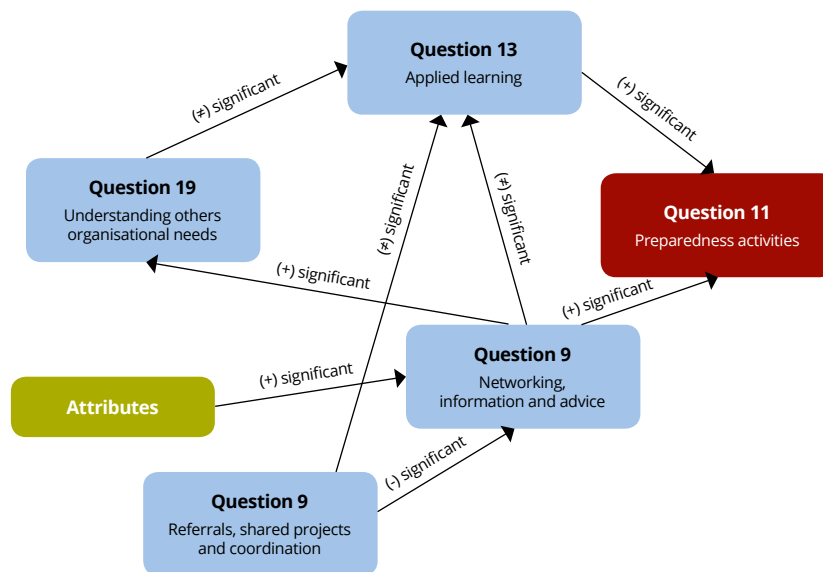 Question 13
Applied learning
(≠) significant
(+) significant
Question 19
Understanding others
organisational needs
(≠) significant
(≠) significant
Question 11
Preparedness activities
(+) significant
(+) significant
Question 9
Networking,
information and advice
(+) significant
Attributes
(-) significant
Question 9
Referrals, shared projects
and coordination